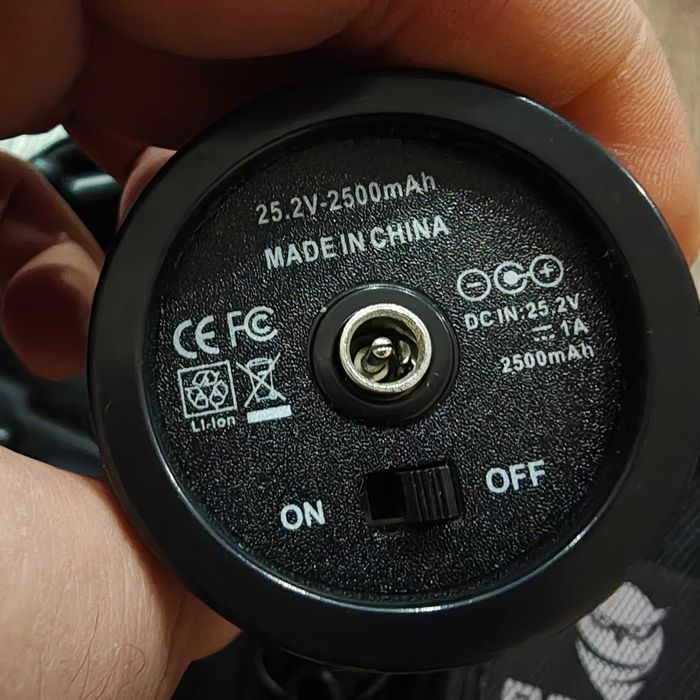 25.2V-2500mAh
MADE IN CHINA
CE FC
Li-Ion
DC IN:25.2V
1A
2500mAh
ON
OFF